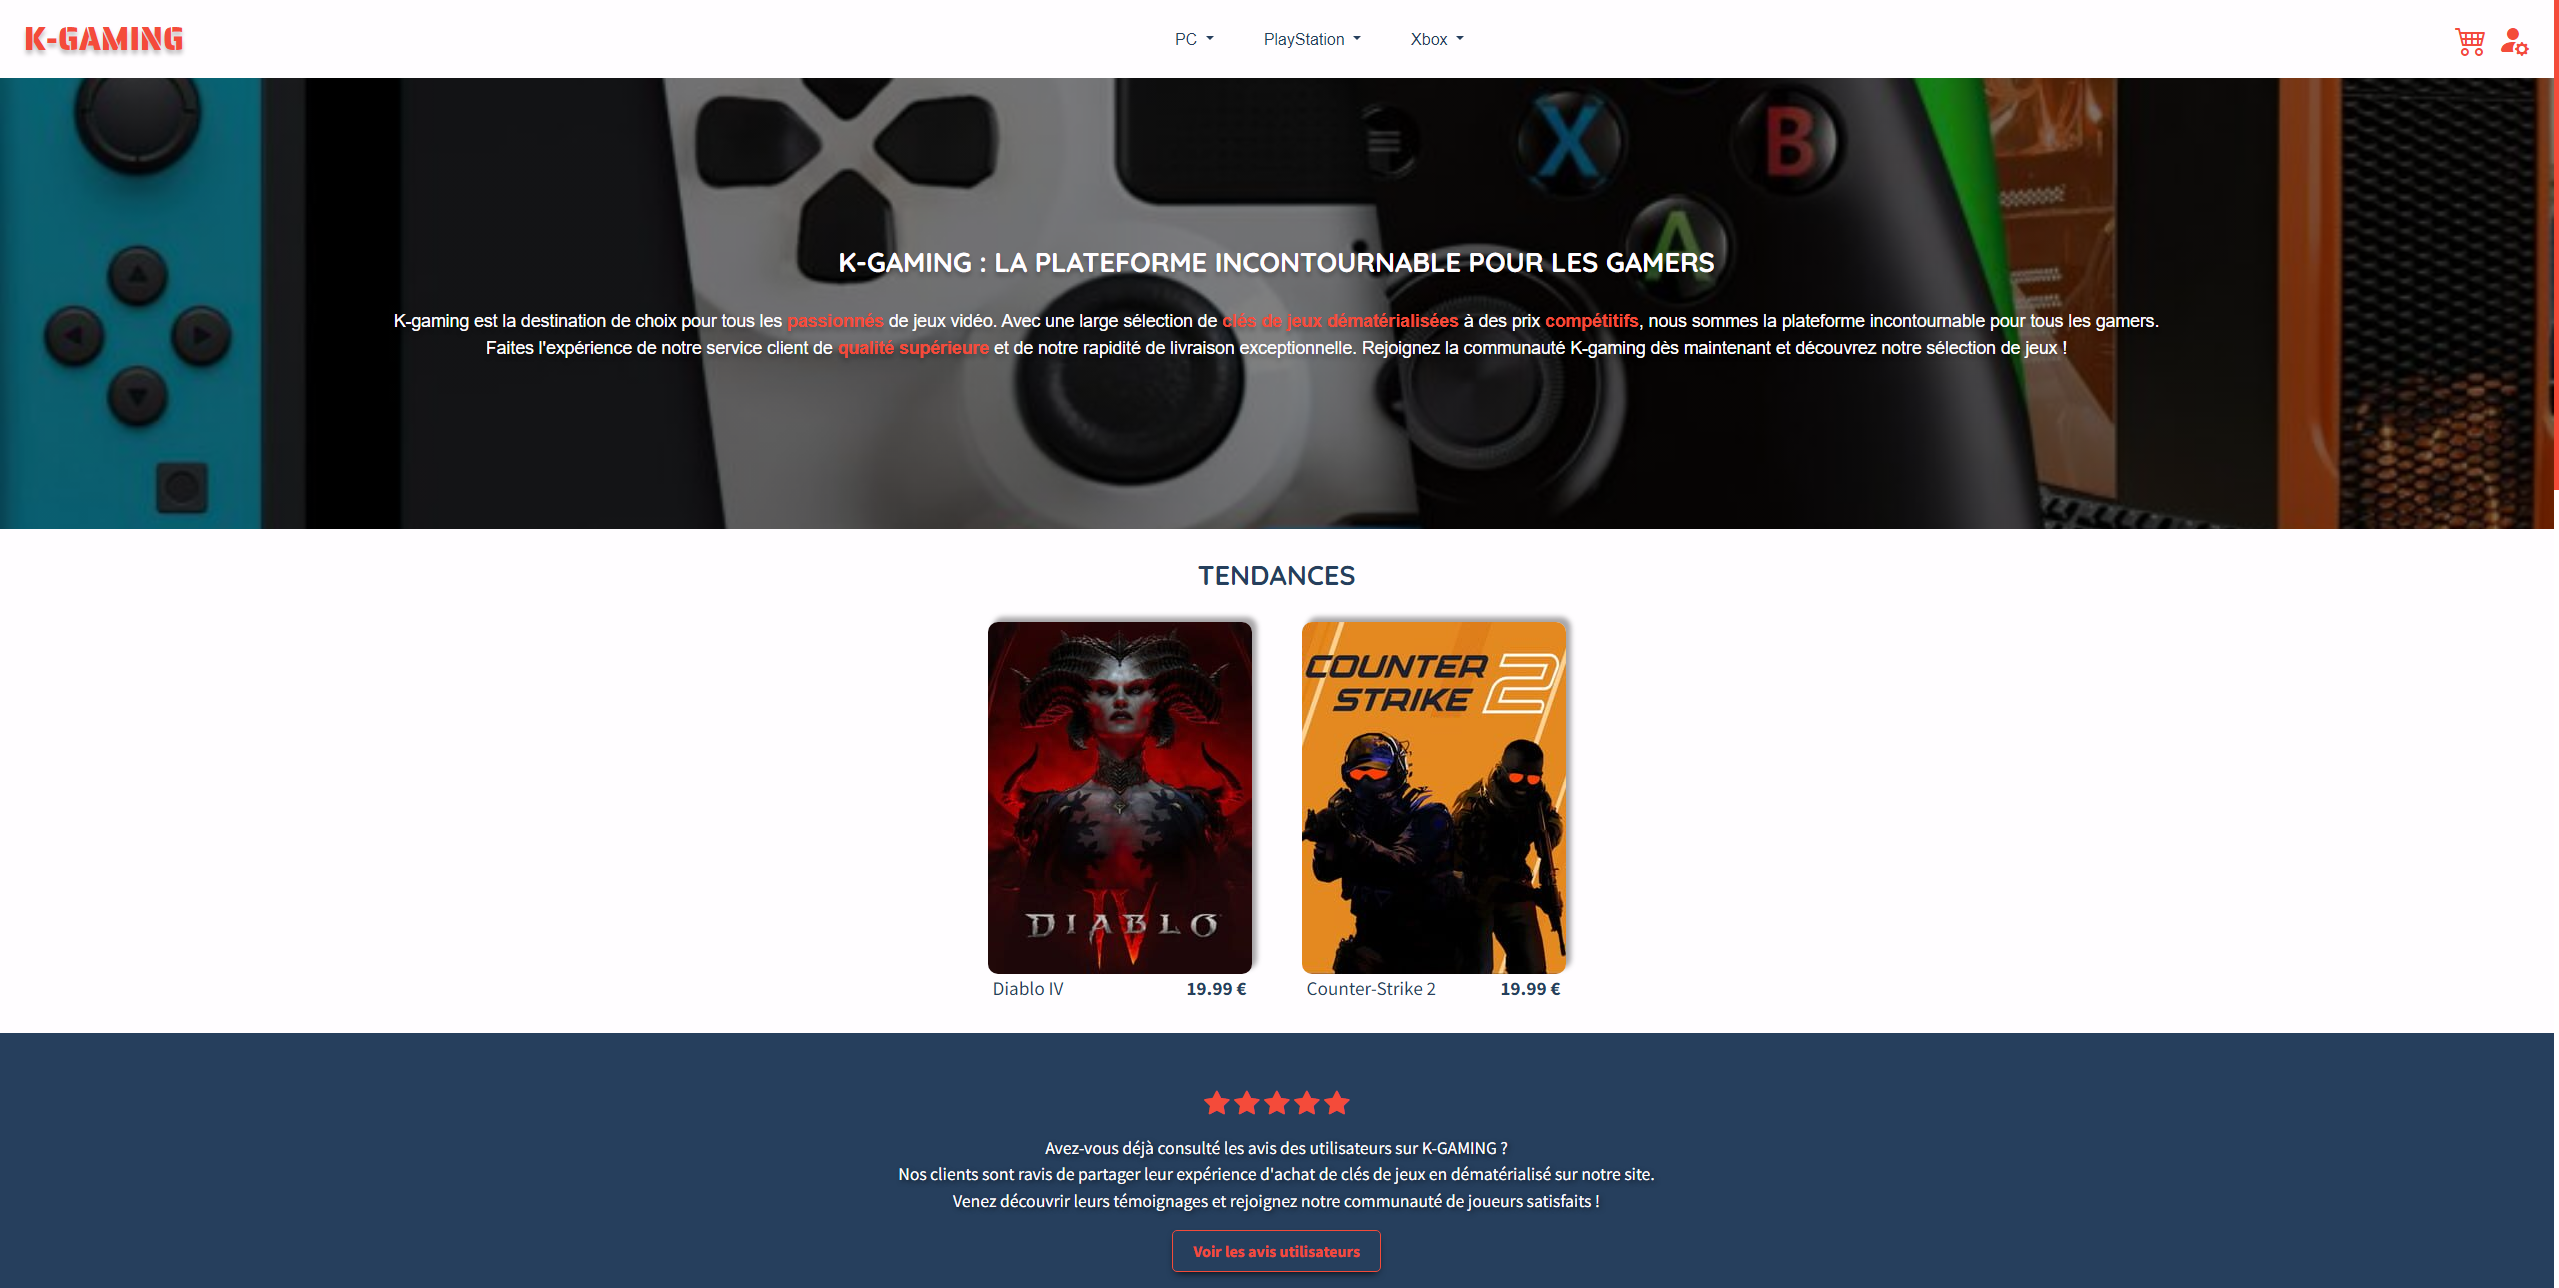 K-GAMING
PC
PlayStation
Xbox
X
B
A
K-GAMING : LA PLATEFORME INCONTOURNABLE POUR LES GAMERS
K-gaming est la destination de choix pour tous les passionnés de jeux vidéo. Avec une large sélection de clés de jeux dématérialisées à des prix compétitifs, nous sommes la plateforme incontournable pour tous les gamers.
Faites l'expérience de notre service client de qualité supérieure et de notre rapidité de livraison exceptionnelle. Rejoignez la communauté K-gaming dès maintenant et découvrez notre sélection de jeux !
TENDANCES
DIABLO
IV
COUNTER
STRIKE 2
Diablo IV 19.99 €
Counter-Strike 2 19.99 €
Avez-vous déjà consulté les avis des utilisateurs sur K-GAMING ?
Nos clients sont ravis de partager leur expérience d'achat de clés de jeux en dématérialisé sur notre site.
Venez découvrir leurs témoignages et rejoignez notre communauté de joueurs satisfaits !
Voir les avis utilisateurs